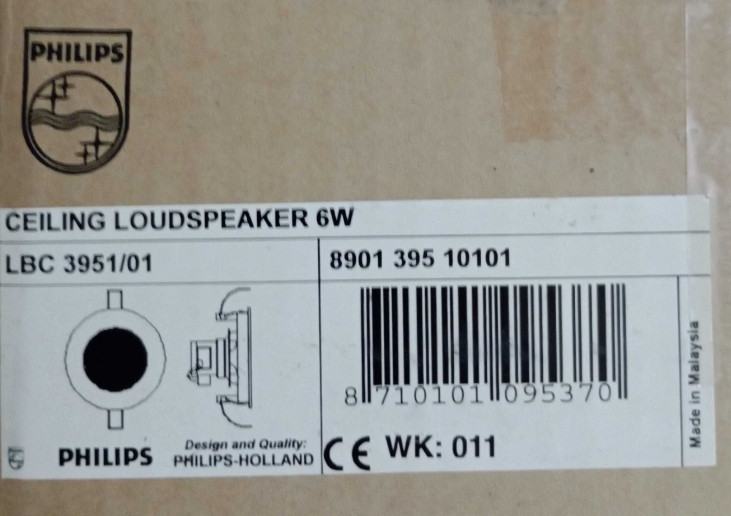 PHILIPS
CEILING LOUDSPEAKER 6W
LBC 3951/01
8901 395 10101
8 710101 095370
Made in Malaysia
PHILIPS
Design and Quality:
PHILIPS-HOLLAND
CE WK: 011